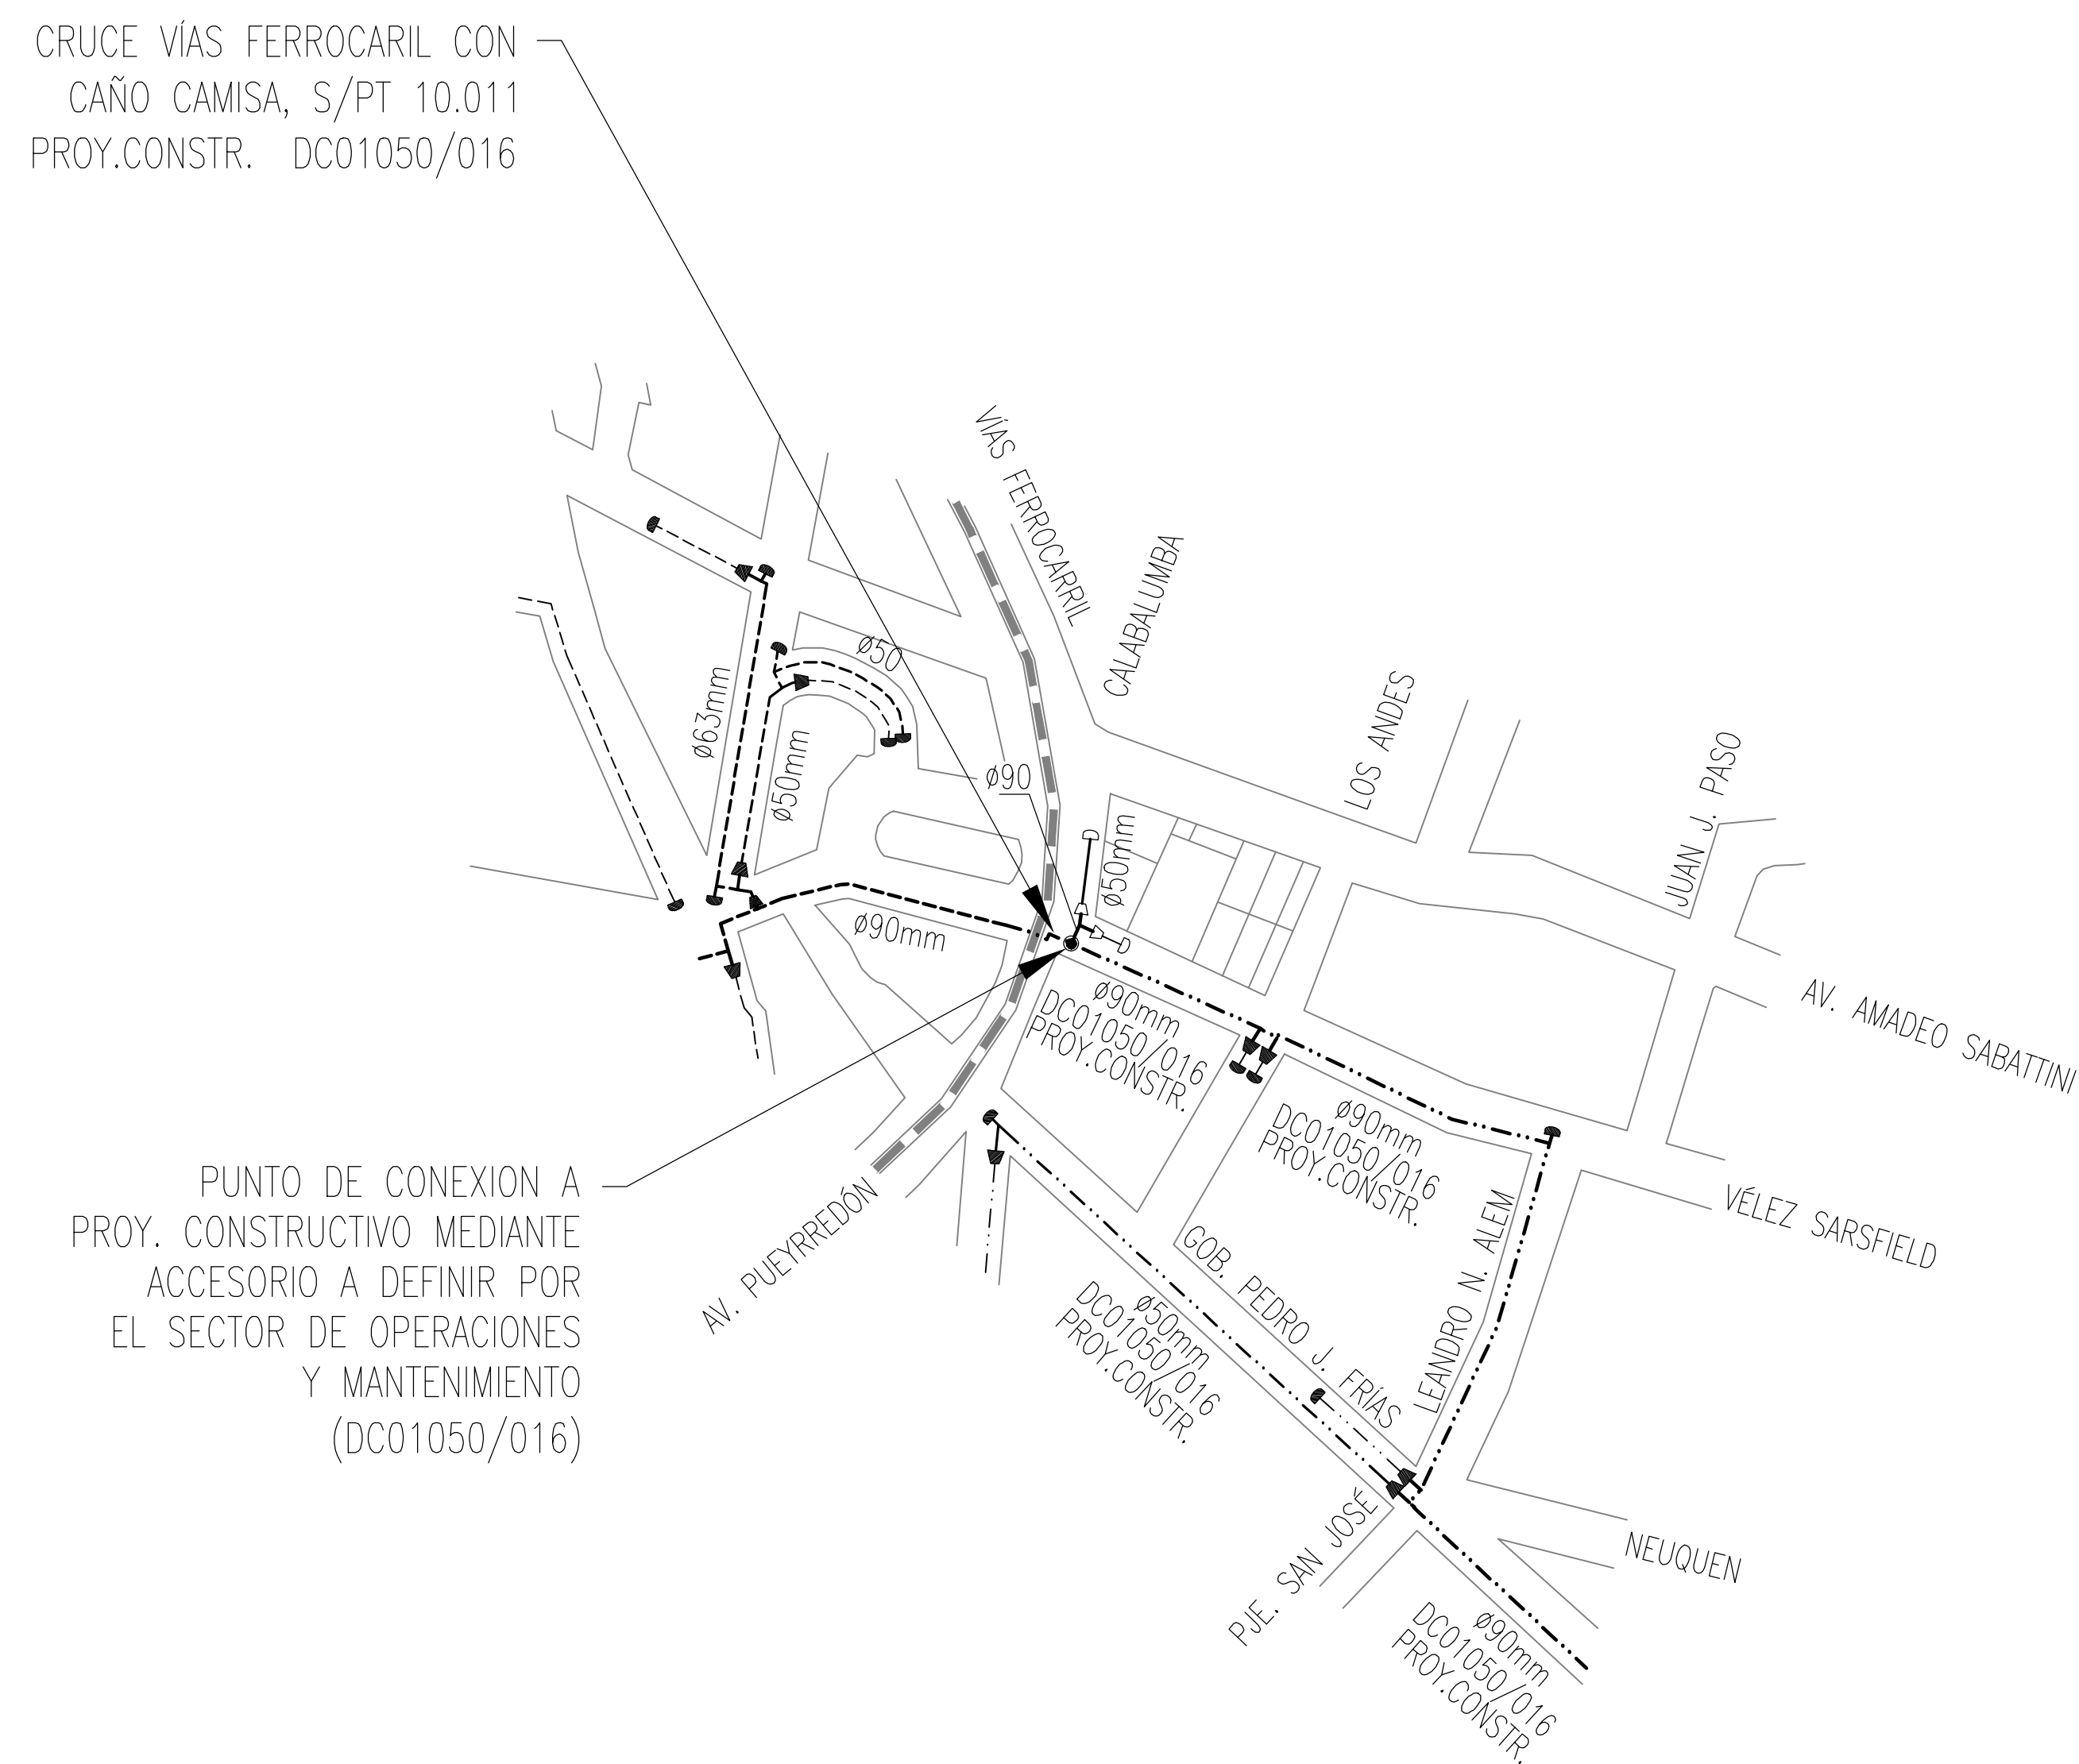 CRUCE VÍAS FERROCARIL CON
CAÑO CAMISA, S/PT 10.011
PROY.CONSTR. DC01050/016
VÍAS FERROCARRIL
CALABALUMBA
ø50
ø63mm
ø50mm
LOS ANDES
JUAN J. PASO
ø90
ø50mm
ø90mm
AV. AMADEO SABATTINI
ø90mm
DC01050/016
PROY.CONSTR.
ø90mm
DC01050/016
PROY.CONSTR.
PUNTO DE CONEXION A
PROY. CONSTRUCTIVO MEDIANTE
ACCESORIO A DEFINIR POR
EL SECTOR DE OPERACIONES
Y MANTENIMIENTO
(DC01050/016)
AV. PUEYRREDÓN
VÉLEZ SARSFIELD
GOB. PEDRO J. FRÍAS
LEANDRO N. ALEM
ø50mm
DC01050/016
PROY.CONSTR.
PJE. SAN JOSÉ
NEUQUEN
ø90mm
DC01050/016
PROY.CONSTR.